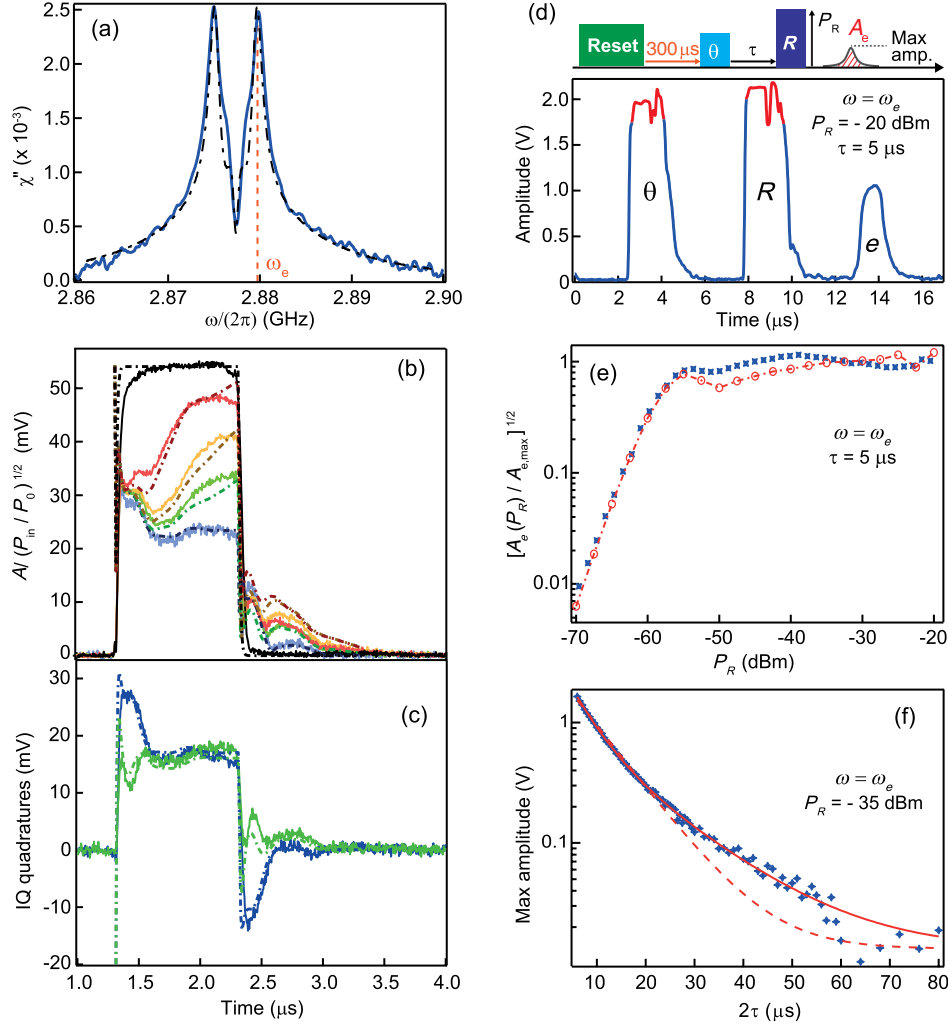 (a)
χ" (x 10⁻³)
2.5
2.0
1.5
1.0
0.5
0.0
ωe
2.86
2.87
2.88
2.89
2.90
ω/(2π) (GHz)
(b)
A/ (Pin / P0) 1/2 (mV)
50
40
30
20
10
0
(c)
IQ quadratures (mV)
30
20
10
0
-10
-20
1.0
1.5
2.0
2.5
3.0
3.5
4.0
Time (μs)
(d)
Reset
300 μs
θ
τ
R
PR
Ae
Max
amp.
Amplitude (V)
2.0
1.5
1.0
0.5
0.0
θ
R
e
ω = ωe
PR = - 20 dBm
τ = 5 μs
0
2
4
6
8
10
12
14
16
Time (μs)
(e)
[Ae(PR) / Ae,max] 1/2
1
0.1
0.01
ω = ωe
τ = 5 μs
-70
-60
-50
-40
-30
-20
PR (dBm)
(f)
Max amplitude (V)
1
0.1
ω = ωe
PR = - 35 dBm
10
20
30
40
50
60
70
80
2τ (μs)